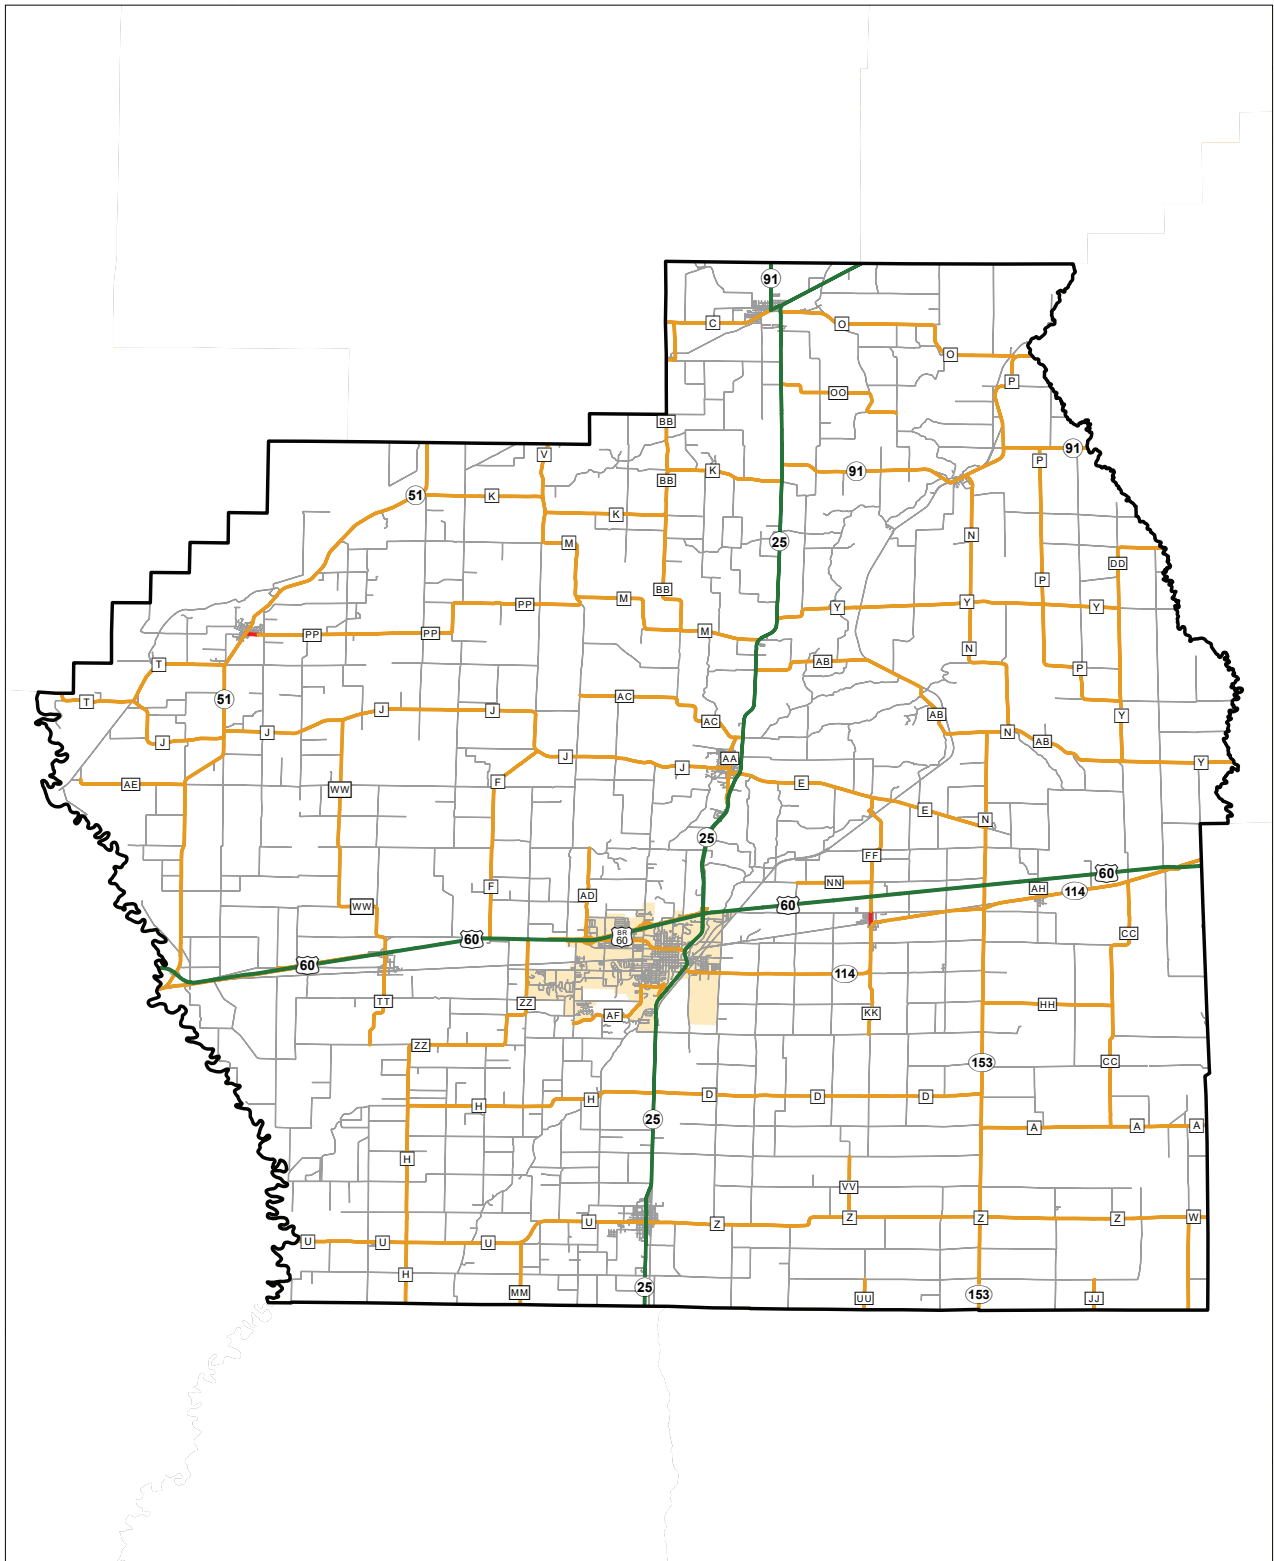 91
C
O
O
P
OO
BB
91
V
P
91
K
BB
51
K
K
N
25
M
DD
P
BB
M
Y
Y
Y
PP
PP
PP
M
N
AB
T
P
AC
51
T
J
J
AB
Y
AC
N
J
J
AB
J
AA
J
Y
F
E
AE
WW
E
N
25
FF
60
NN
F
AH
114
AD
60
WW
CC
BR
60
60
60
114
TT
ZZ
HH
KK
AF
ZZ
CC
153
D
D
D
H
H
25
A
A
A
H
VV
Z
Z
Z
W
U
Z
U
U
U
H
25
MM
153
UU
JJ